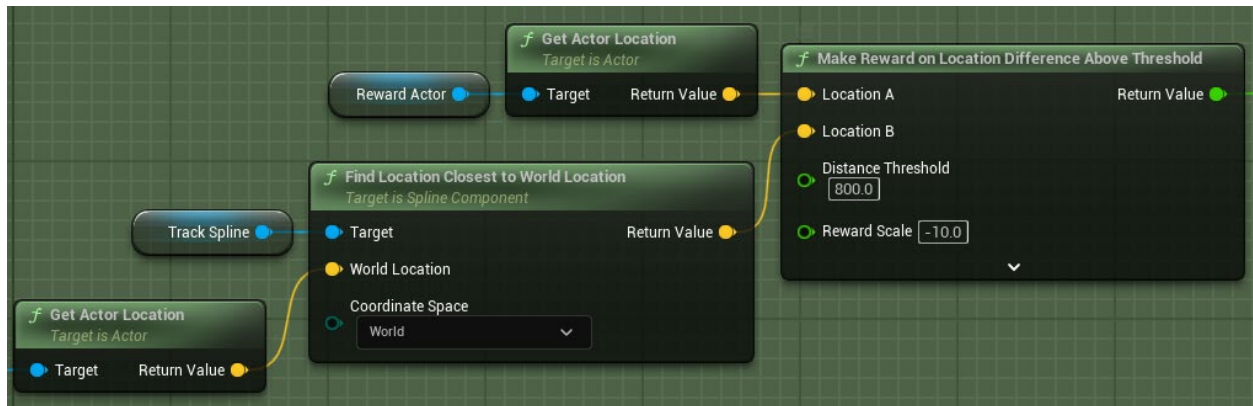 f Get Actor Location
Target is Actor
Reward Actor
Target Return Value
f Make Reward on Location Difference Above Threshold
Location A Return Value
Location B
Distance Threshold
800.0
Reward Scale -10.0
f Find Location Closest to World Location
Target is Spline Component
Track Spline
Target Return Value
World Location
Coordinate Space
World
f Get Actor Location
Target is Actor
Target Return Value